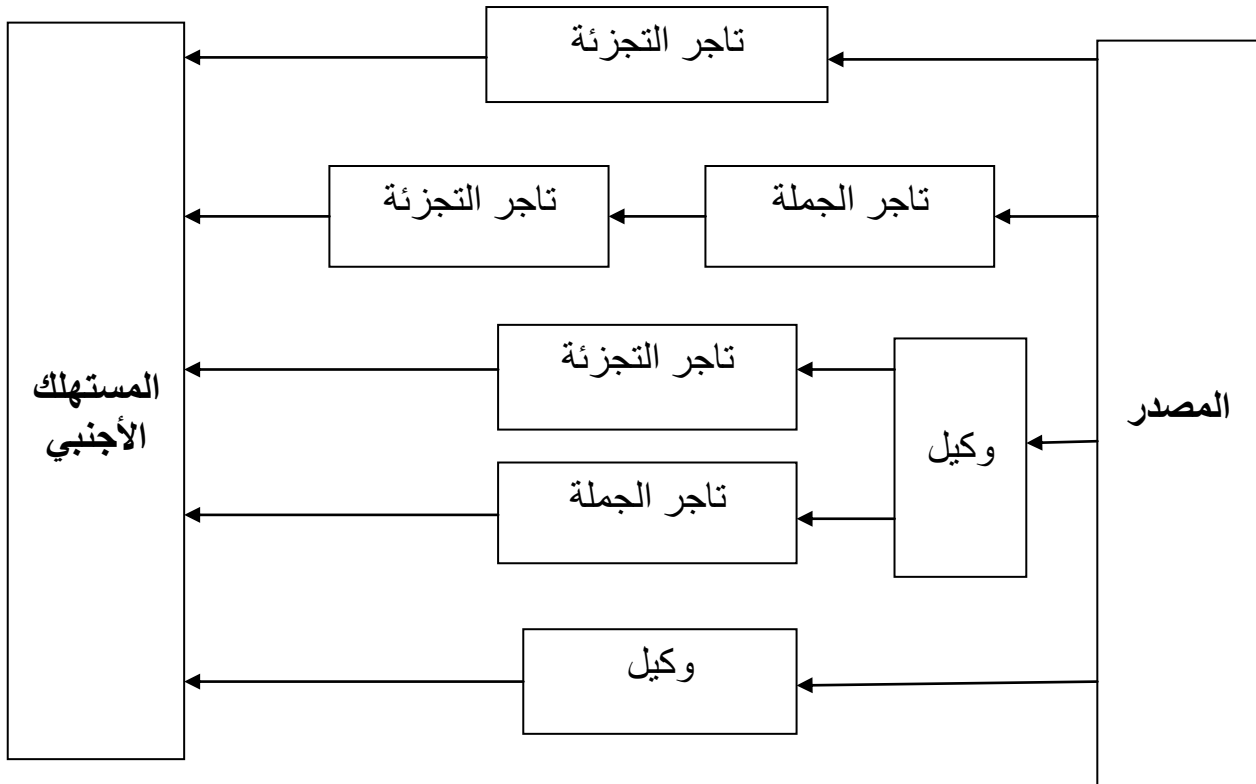 تاجر التجزئة
تاجر الجملة
تاجر التجزئة
تاجر التجزئة
المصدر
وكيل
المستهلك
الأجنبي
تاجر الجملة
وكيل